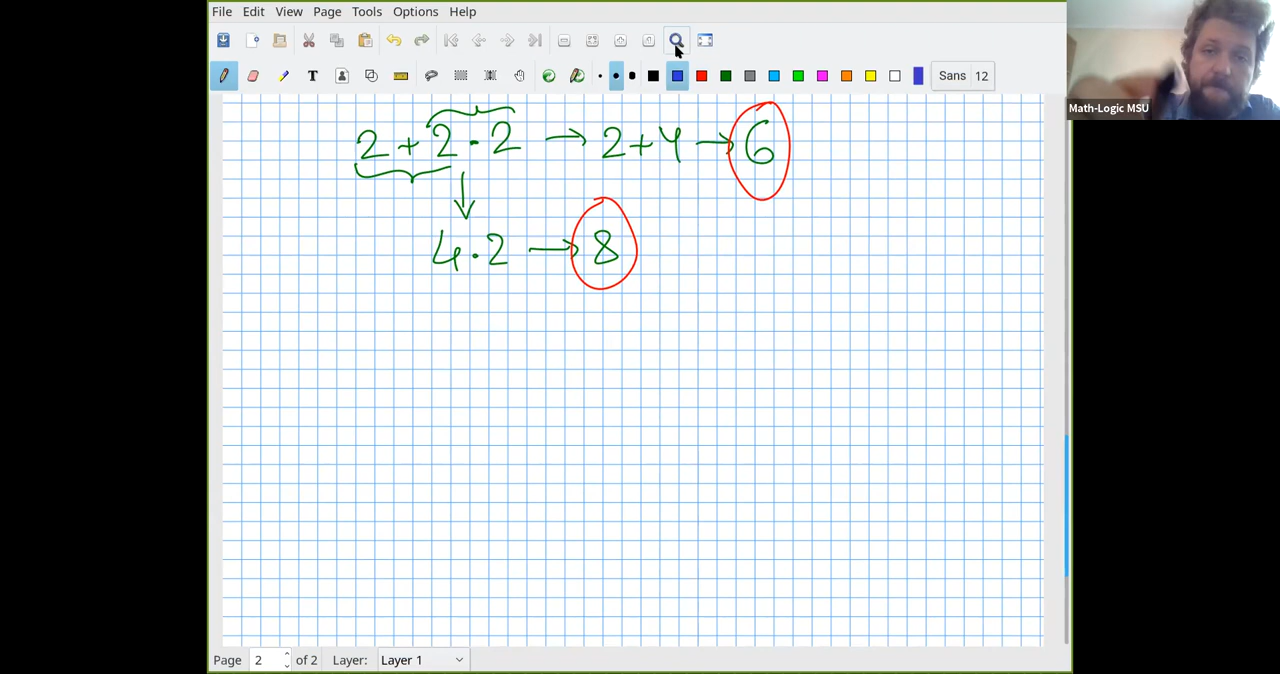 File Edit View Page Tools Options Help
T Sans 12
Math-Logic MSU
2 + 2 · 2 → 2+4 → 6
4 · 2 → 8
Page 2 of 2 Layer: Layer 1